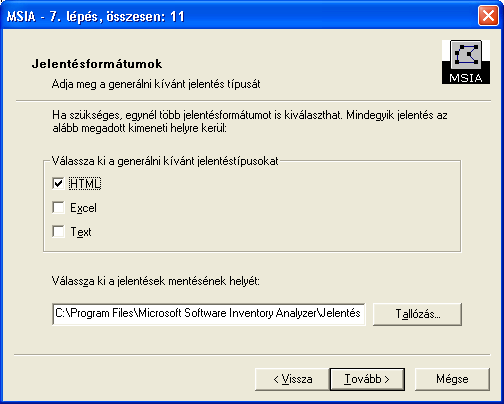 MSIA - 7. lépés, összesen: 11
Jelentésformátumok
Adja meg a generálni kívánt jelentés típusát
MSIA
Ha szükséges, egynél több jelentésformátumot is kiválaszthat. Mindegyik jelentés az
alább megadott kimeneti helyre kerül:
Válassza ki a generálni kívánt jelentéstípusokat
HTML
Excel
Text
Válassza ki a jelentések mentésének helyét:
C:\Program Files\Microsoft Software Inventory Analyzer\Jelentés
Tallózás...
< Vissza
Tovább >
Mégse